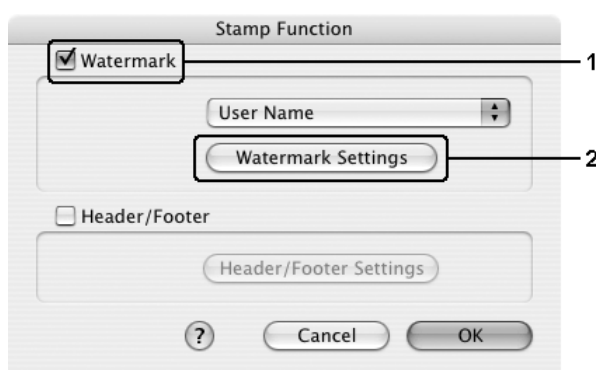 Stamp Function
Watermark
1
User Name
Watermark Settings
2
Header/Footer
Header/Footer Settings
?
Cancel
OK